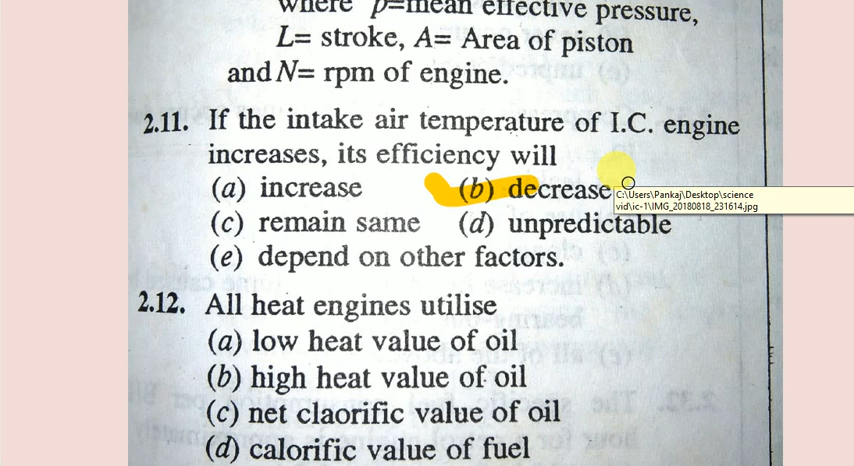 where p=mean effective pressure,
L= stroke, A= Area of piston
and N= rpm of engine.
2.11. If the intake air temperature of I.C. engine
increases, its efficiency will
(a) increase (b) decrease
(c) remain same (d) unpredictable
(e) depend on other factors.
C:\Users\Pankaj\Desktop\science
vid\ic-1\IMG_20180818_231614.jpg
2.12. All heat engines utilise
(a) low heat value of oil
(b) high heat value of oil
(c) net claorific value of oil
(d) calorific value of fuel